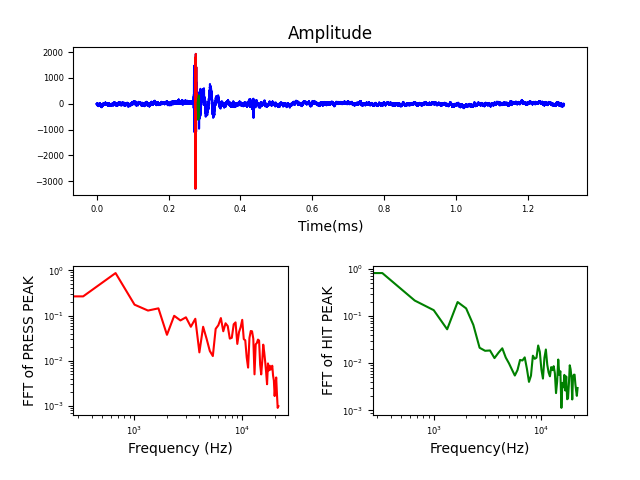 Amplitude
2000
1000
0
−1000
−2000
−3000
0.0 0.2 0.4 0.6 0.8 1.0 1.2
Time(ms)
FFT of PRESS PEAK
10⁰
10⁻¹
10⁻²
10⁻³
10³ 10⁴
Frequency (Hz)
FFT of HIT PEAK
10⁰
10⁻¹
10⁻²
10⁻³
10³ 10⁴
Frequency(Hz)